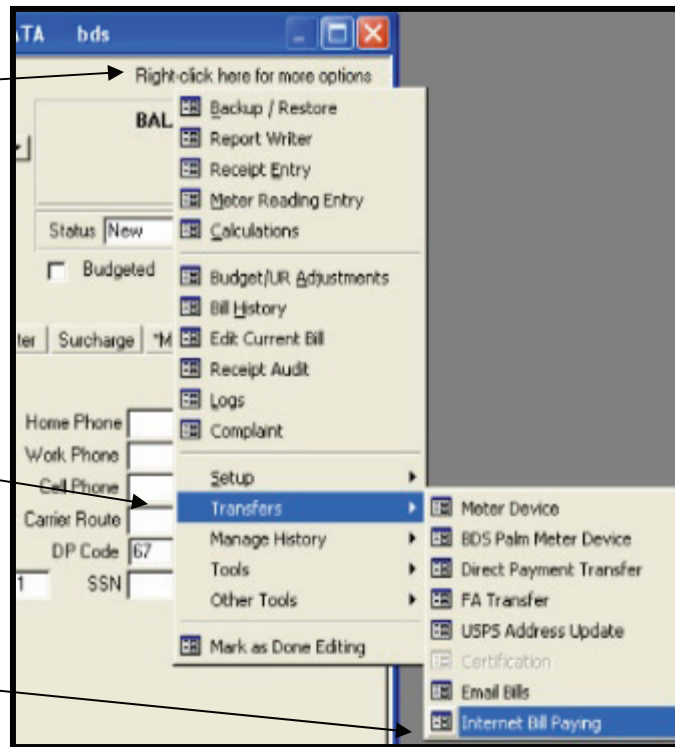 ATA bds
Right-click here for more options
BAL
Backup / Restore
Report Writer
Receipt Entry
Meter Reading Entry
Calculations
Status New
Budgeted
Budget/UR Adjustments
Bill History
Edit Current Bill
Receipt Audit
Logs
Complaint
ter Surcharge *M
Home Phone
Work Phone
Cell Phone
Carrier Route
DP Code 67
1 SSN
Setup
Transfers
Manage History
Tools
Other Tools
Mark as Done Editing
Meter Device
BDS Palm Meter Device
Direct Payment Transfer
FA Transfer
USPS Address Update
Certification
Email Bills
Internet Bill Paying